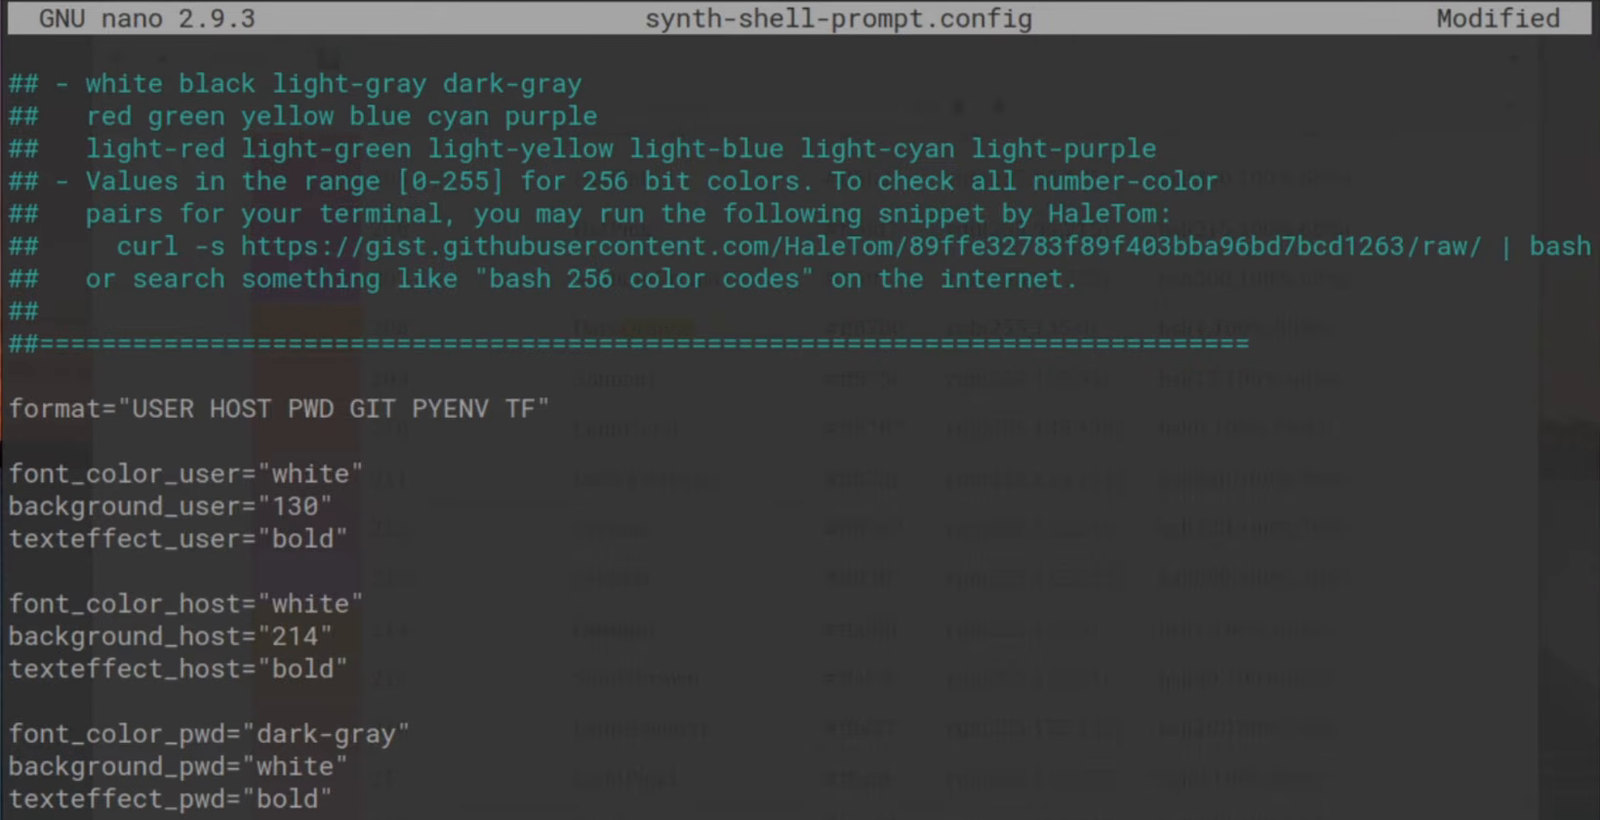 GNU nano 2.9.3 synth-shell-prompt.config Modified
## - white black light-gray dark-gray
## red green yellow blue cyan purple
## light-red light-green light-yellow light-blue light-cyan light-purple
## - Values in the range [0-255] for 256 bit colors. To check all number-color
## pairs for your terminal, you may run the following snippet by HaleTom:
## curl -s https://gist.githubusercontent.com/HaleTom/89ffe32783f89f403bba96bd7bcd1263/raw/ | bash
## or search something like "bash 256 color codes" on the internet.
##
##==============================================================================
format="USER HOST PWD GIT PYENV TF"
font_color_user="white"
background_user="130"
texteffect_user="bold"
font_color_host="white"
background_host="214"
texteffect_host="bold"
font_color_pwd="dark-gray"
background_pwd="white"
texteffect_pwd="bold"